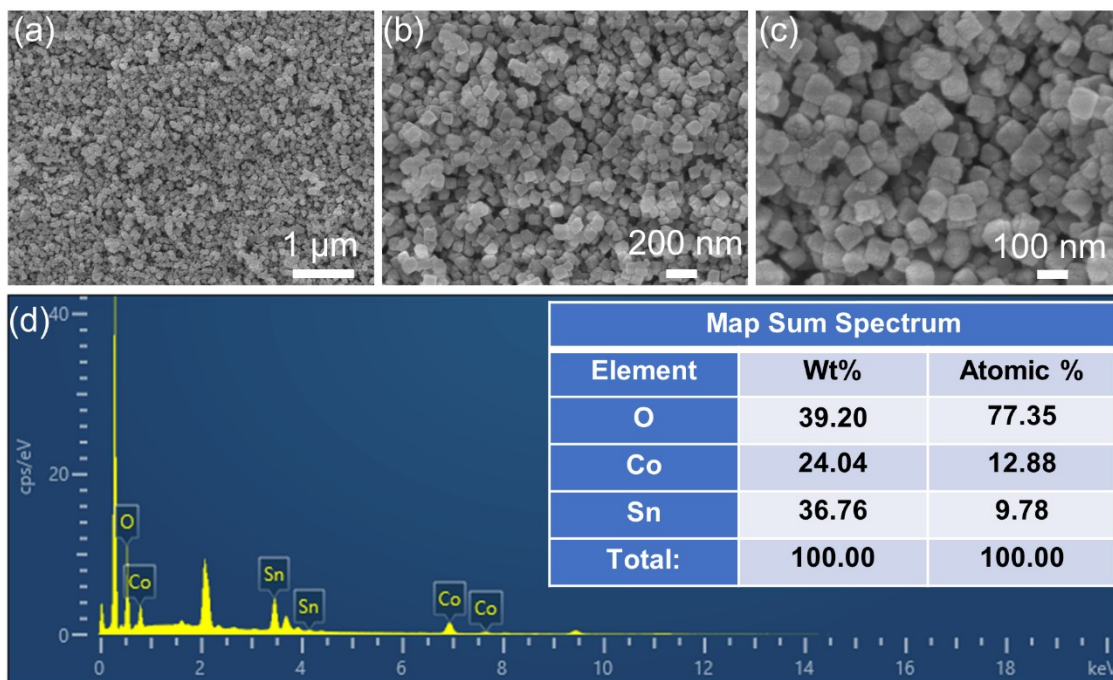 (a)
(b)
(c)
1 μm
200 nm
100 nm
(d)
Map Sum Spectrum
Element Wt% Atomic %
O 39.20 77.35
Co 24.04 12.88
Sn 36.76 9.78
Total: 100.00 100.00
40
20
0
cps/eV
O
Co
Sn
Sn
Co
Co
0 2 4 6 8 10 12 14 16 18 keV